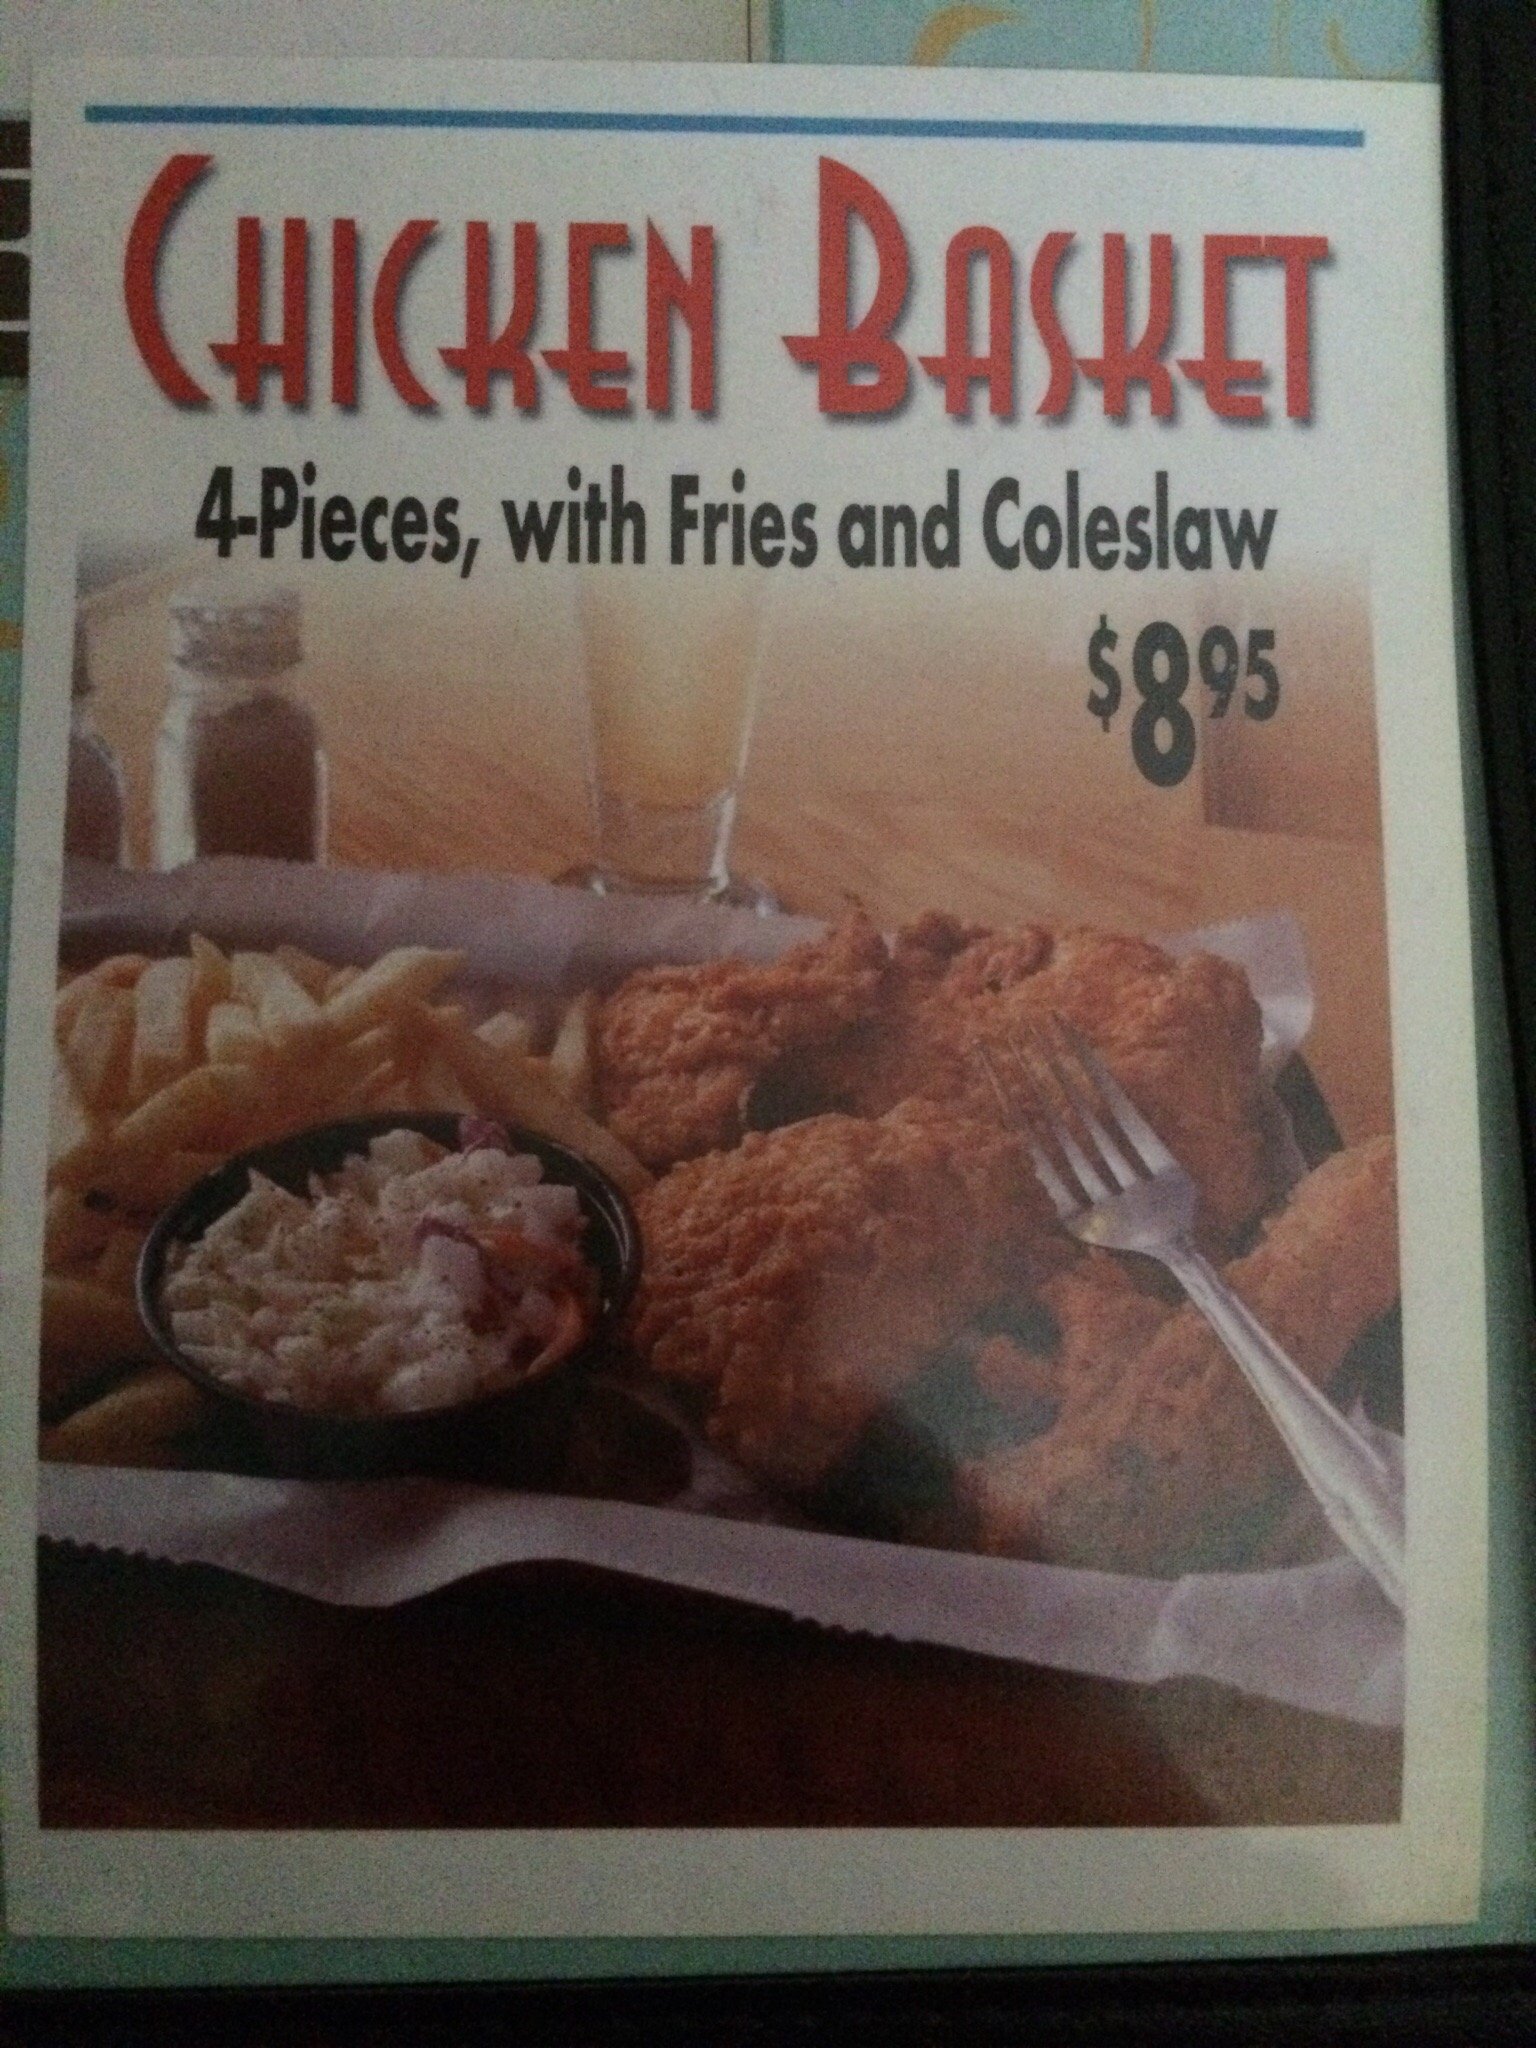 CHICKEN BASKET
4-Pieces, with Fries and Coleslaw
$8 95